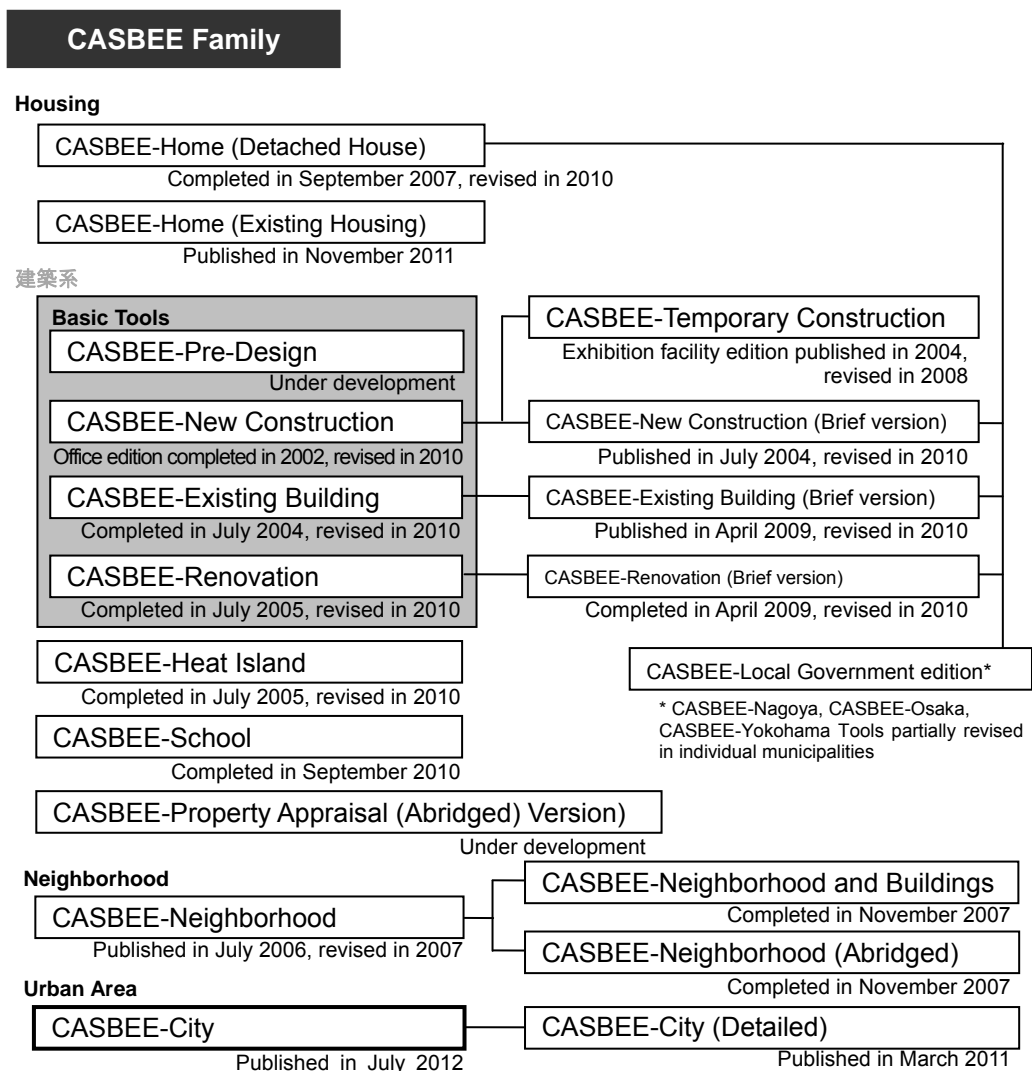 CASBEE Family
Housing
CASBEE-Home (Detached House)
Completed in September 2007, revised in 2010
CASBEE-Home (Existing Housing)
Published in November 2011
建築系
Basic Tools
CASBEE-Pre-Design
Under development
CASBEE-New Construction
Office edition completed in 2002, revised in 2010
CASBEE-Existing Building
Completed in July 2004, revised in 2010
CASBEE-Renovation
Completed in July 2005, revised in 2010
CASBEE-Temporary Construction
Exhibition facility edition published in 2004,
revised in 2008
CASBEE-New Construction (Brief version)
Published in July 2004, revised in 2010
CASBEE-Existing Building (Brief version)
Published in April 2009, revised in 2010
CASBEE-Renovation (Brief version)
Completed in April 2009, revised in 2010
CASBEE-Heat Island
Completed in July 2005, revised in 2010
CASBEE-Local Government edition*
* CASBEE-Nagoya, CASBEE-Osaka,
CASBEE-Yokohama Tools partially revised
in individual municipalities
CASBEE-School
Completed in September 2010
CASBEE-Property Appraisal (Abridged) Version)
Under development
Neighborhood
CASBEE-Neighborhood
Published in July 2006, revised in 2007
CASBEE-Neighborhood and Buildings
Completed in November 2007
CASBEE-Neighborhood (Abridged)
Completed in November 2007
Urban Area
CASBEE-City
Published in July 2012
CASBEE-City (Detailed)
Published in March 2011